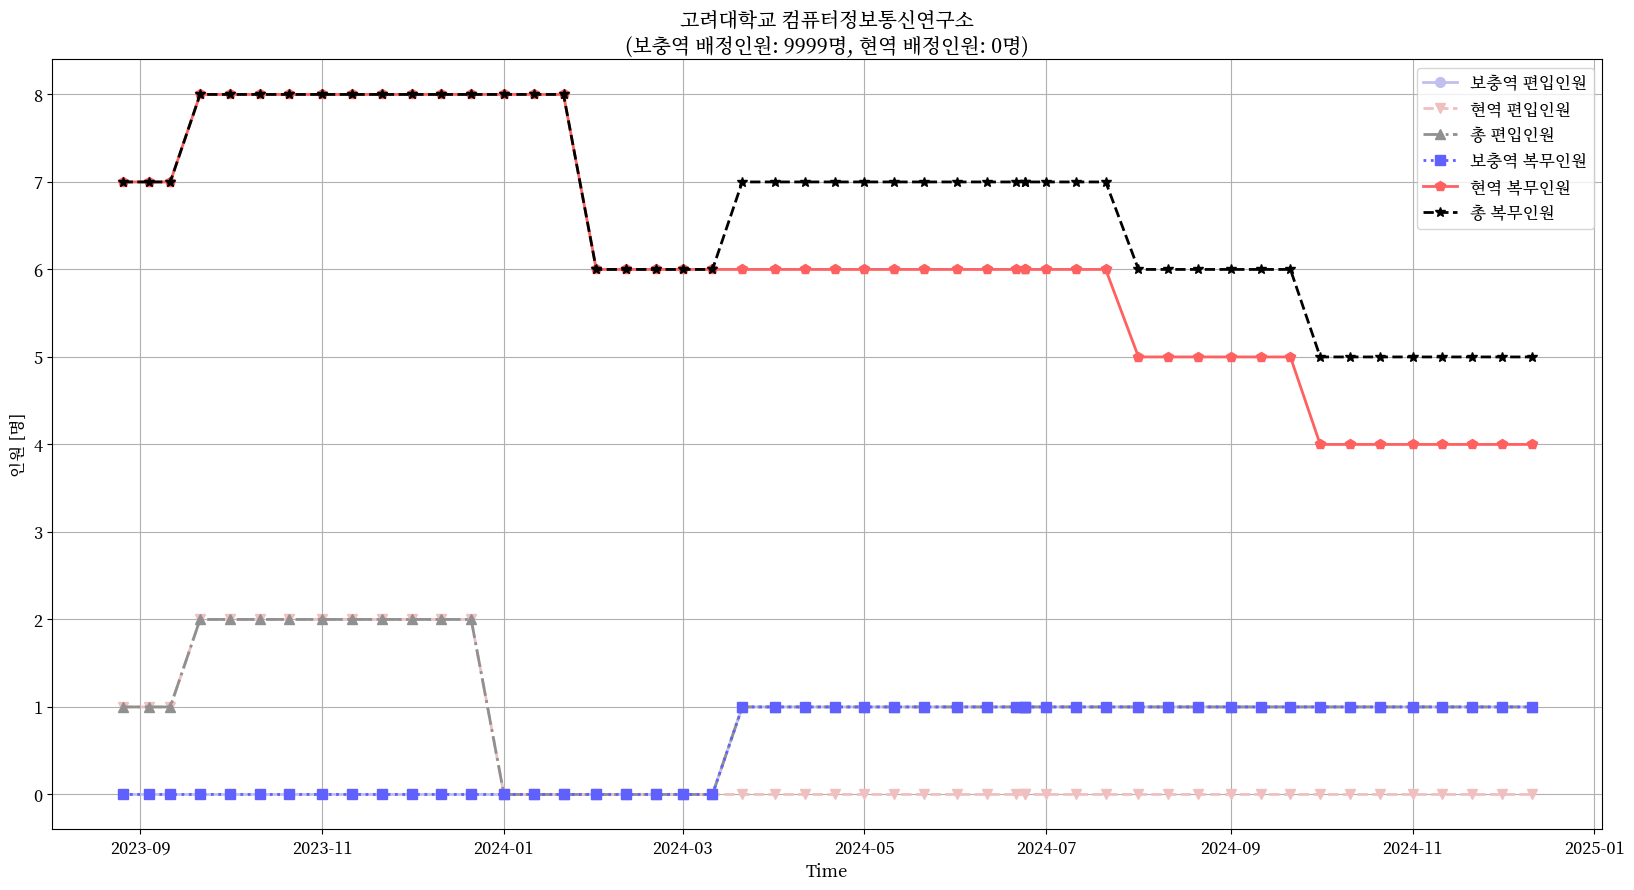 고려대학교 컴퓨터정보통신연구소
(보충역 배정인원: 9999명, 현역 배정인원: 0명)
보충역 편입인원
현역 편입인원
총 편입인원
보충역 복무인원
현역 복무인원
총 복무인원
인원 [명]
8
7
6
5
4
3
2
1
0
2023-09
2023-11
2024-01
2024-03
2024-05
2024-07
2024-09
2024-11
2025-01
Time